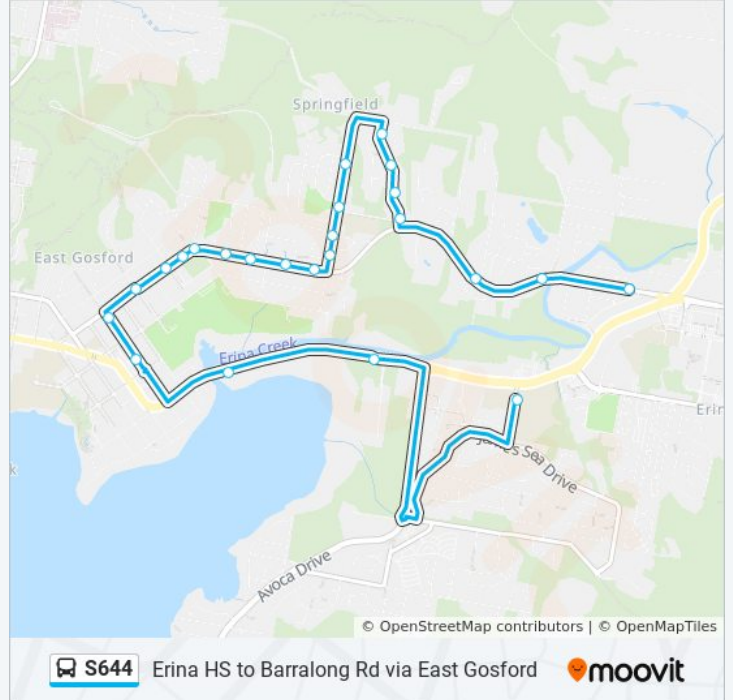 Springfield
East Gosford
Erina Creek
Erin
James Sea Drive
k
Avoca Drive
© OpenStreetMap contributors | © OpenMapTiles
S644 Erina HS to Barralong Rd via East Gosford moovit